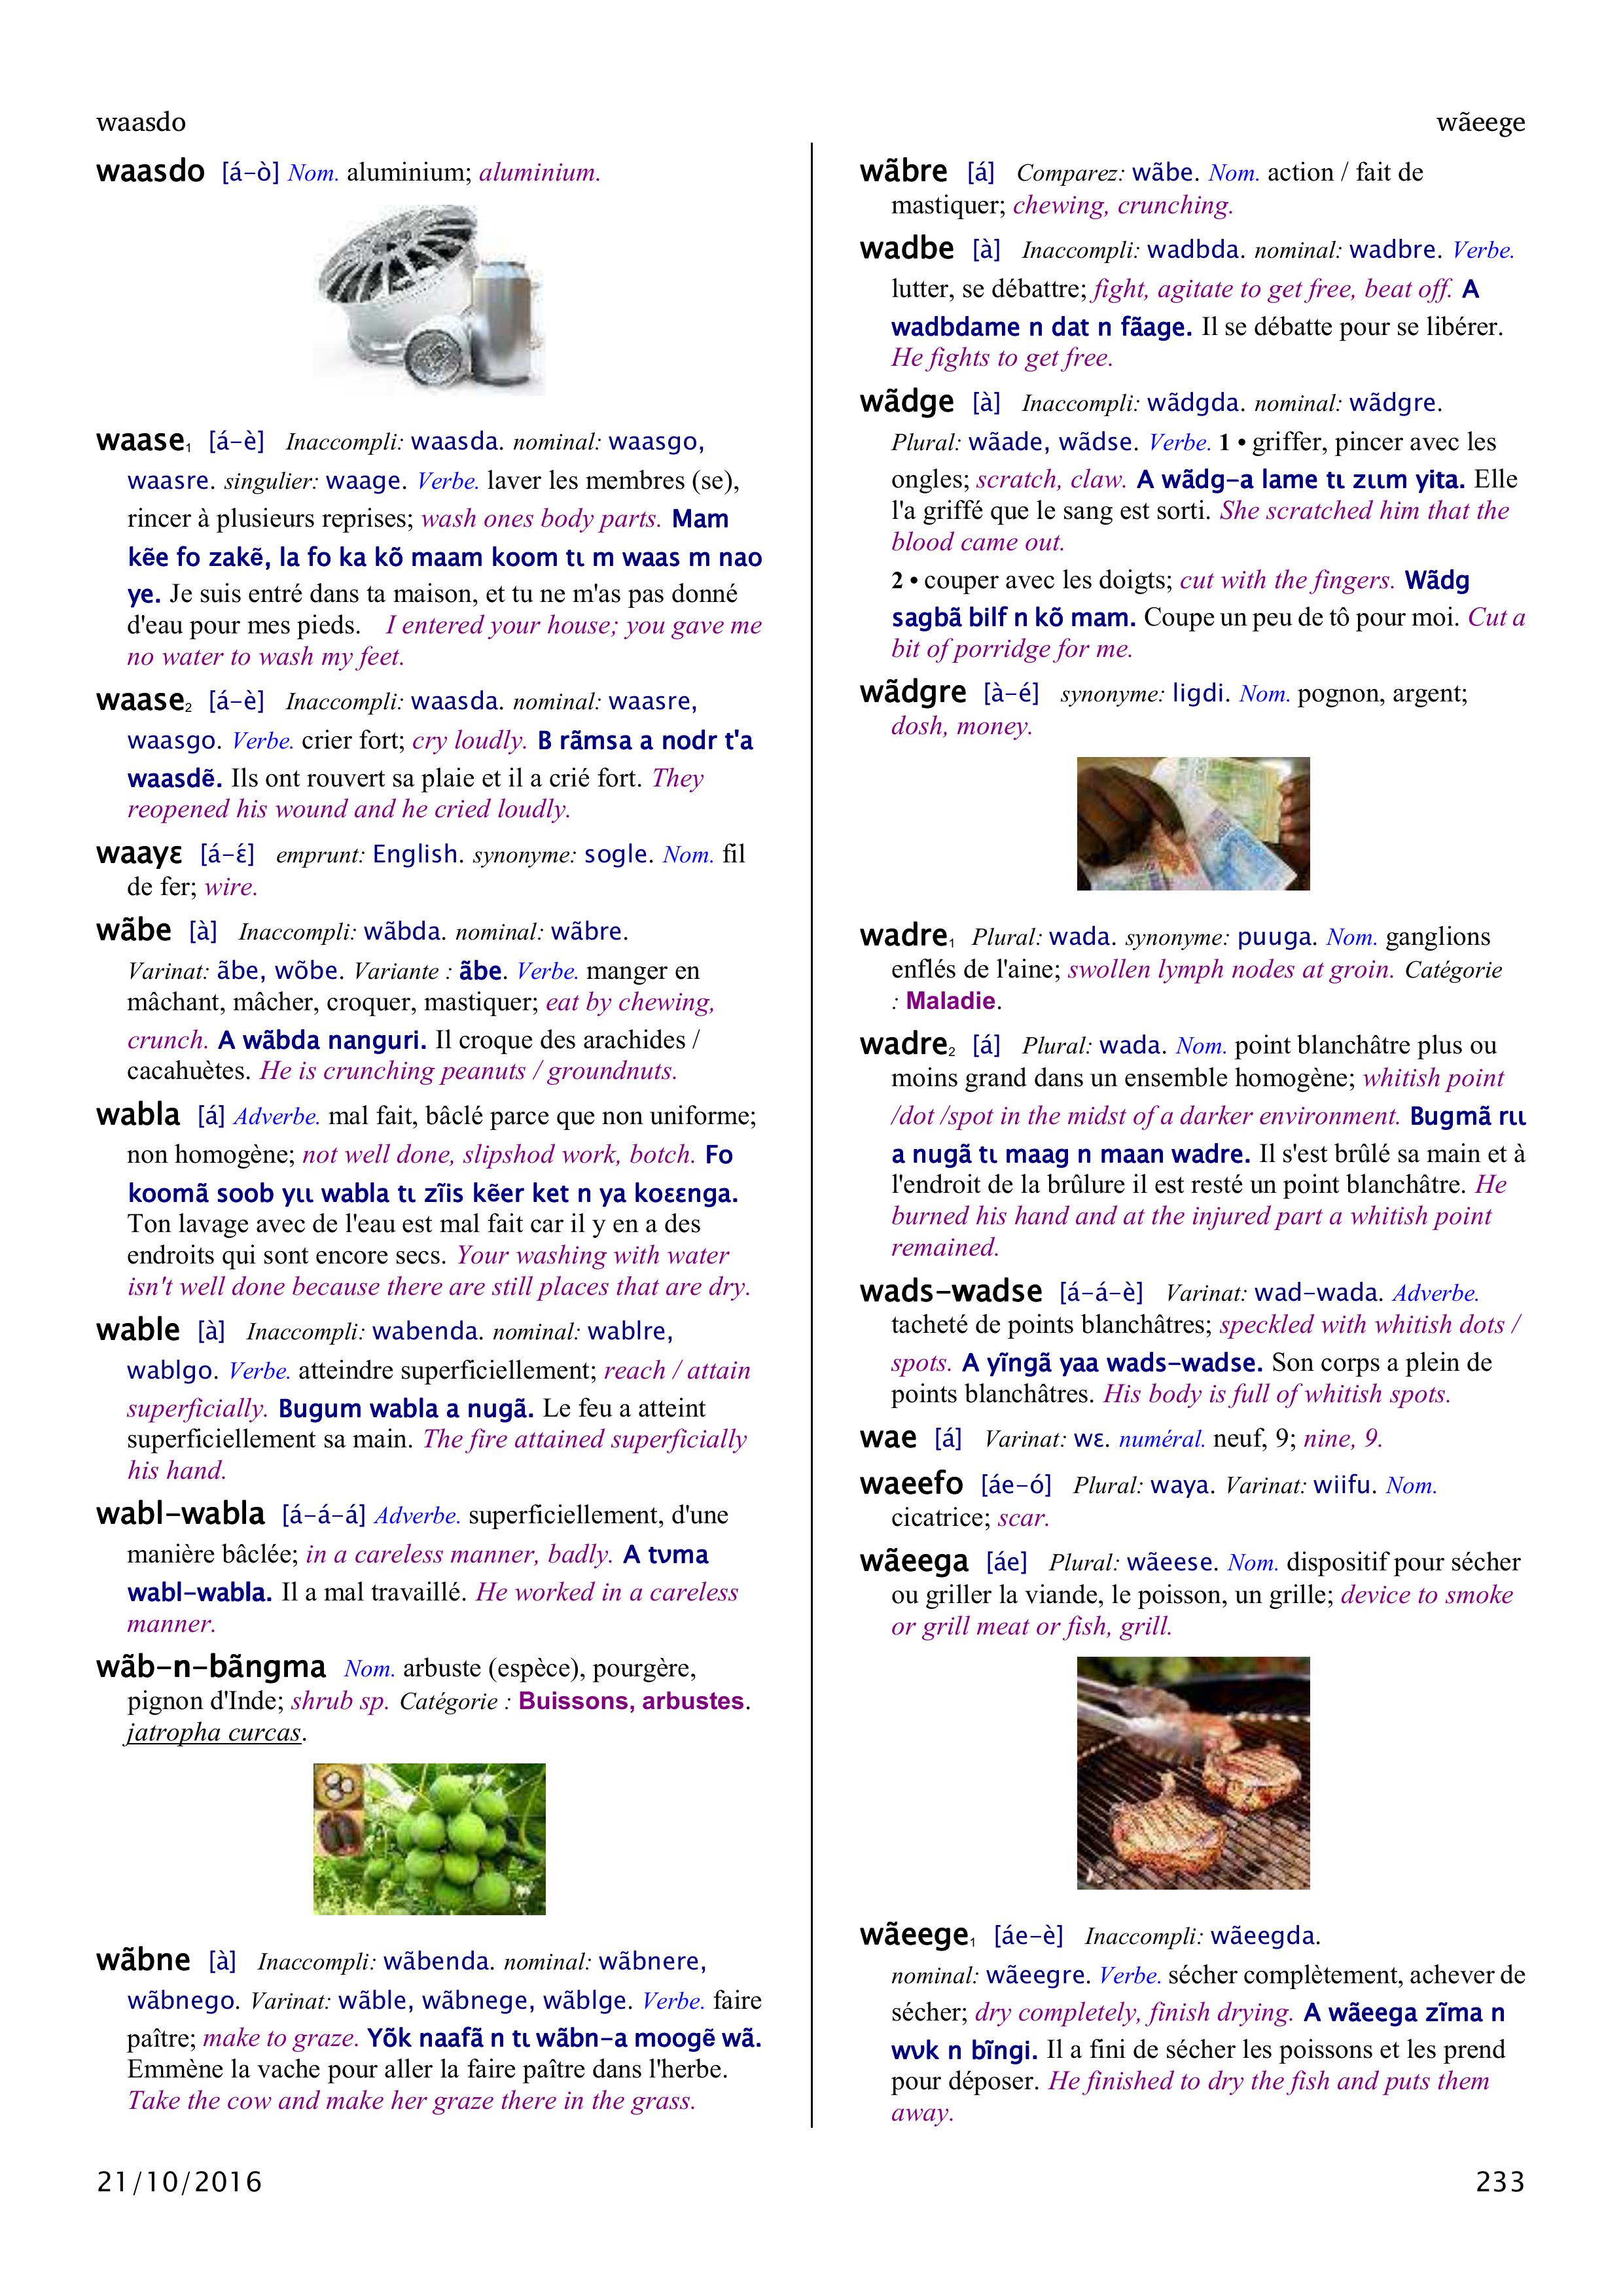 waasdo
wãeege
waasdo [á–ò] Nom. aluminium; aluminium.
waase₁ [á–è] Inaccompli: waasda. nominal: waasgo,
waasre. singulier: waage. Verbe. laver les membres (se),
rincer à plusieurs reprises; wash ones body parts. Mam
kẽe fo zakẽ, la fo ka kõ maam koom tɩ m waas m nao
ye. Je suis entré dans ta maison, et tu ne m'as pas donné
d'eau pour mes pieds. I entered your house; you gave me
no water to wash my feet.
waase₂ [á–è] Inaccompli: waasda. nominal: waasre,
waasgo. Verbe. crier fort; cry loudly. B rãmsa a nodr t'a
waasdẽ. Ils ont rouvert sa plaie et il a crié fort. They
reopened his wound and he cried loudly.
waayɛ [á–ɛ́] emprunt: English. synonyme: sogle. Nom. fil
de fer; wire.
wãbe [à] Inaccompli: wãbda. nominal: wãbre.
Varinat: ãbe, wõbe. Variante : ãbe. Verbe. manger en
mâchant, mâcher, croquer, mastiquer; eat by chewing,
crunch. A wãbda nanguri. Il croque des arachides /
cacahuètes. He is crunching peanuts / groundnuts.
wabla [á] Adverbe. mal fait, bâclé parce que non uniforme;
non homogène; not well done, slipshod work, botch. Fo
koomã soob yɩɩ wabla tɩ zĩis kẽer ket n ya koɛɛnga.
Ton lavage avec de l'eau est mal fait car il y en a des
endroits qui sont encore secs. Your washing with water
isn't well done because there are still places that are dry.
wable [à] Inaccompli: wabenda. nominal: wablre,
wablgo. Verbe. atteindre superficiellement; reach / attain
superficially. Bugum wabla a nugã. Le feu a atteint
superficiellement sa main. The fire attained superficially
his hand.
wabl–wabla [á–á–á] Adverbe. superficiellement, d'une
manière bâclée; in a careless manner, badly. A tʋma
wabl–wabla. Il a mal travaillé. He worked in a careless
manner.
wãb–n–bãngma Nom. arbuste (espèce), pourgère,
pignon d'Inde; shrub sp. Catégorie : Buissons, arbustes.
jatropha curcas.
wãbne [à] Inaccompli: wãbenda. nominal: wãbnere,
wãbnego. Varinat: wãble, wãbnege, wãblge. Verbe. faire
paître; make to graze. Yõk naafã n tɩ wãbn–a moogẽ wã.
Emmène la vache pour aller la faire paître dans l'herbe.
Take the cow and make her graze there in the grass.
wãbre [á] Comparez: wãbe. Nom. action / fait de
mastiquer; chewing, crunching.
wadbe [à] Inaccompli: wadbda. nominal: wadbre. Verbe.
lutter, se débattre; fight, agitate to get free, beat off. A
wadbdame n dat n fãage. Il se débatte pour se libérer.
He fights to get free.
wãdge [à] Inaccompli: wãdgda. nominal: wãdgre.
Plural: wãade, wãdse. Verbe. 1 • griffer, pincer avec les
ongles; scratch, claw. A wãdg–a lame tɩ zɩɩm yita. Elle
l'a griffé que le sang est sorti. She scratched him that the
blood came out.
2 • couper avec les doigts; cut with the fingers. Wãdg
sagbã bilf n kõ mam. Coupe un peu de tô pour moi. Cut a
bit of porridge for me.
wãdgre [à–é] synonyme: ligdi. Nom. pognon, argent;
dosh, money.
wadre₁ Plural: wada. synonyme: puuga. Nom. ganglions
enflés de l'aine; swollen lymph nodes at groin. Catégorie
: Maladie.
wadre₂ [á] Plural: wada. Nom. point blanchâtre plus ou
moins grand dans un ensemble homogène; whitish point
/dot /spot in the midst of a darker environment. Bugmã rɩɩ
a nugã tɩ maag n maan wadre. Il s'est brûlé sa main et à
l'endroit de la brûlure il est resté un point blanchâtre. He
burned his hand and at the injured part a whitish point
remained.
wads–wadse [á–á–è] Varinat: wad–wada. Adverbe.
tacheté de points blanchâtres; speckled with whitish dots /
spots. A yĩngã yaa wads–wadse. Son corps a plein de
points blanchâtres. His body is full of whitish spots.
wae [á] Varinat: wɛ. numéral. neuf, 9; nine, 9.
waeefo [áe–ó] Plural: waya. Varinat: wiifu. Nom.
cicatrice; scar.
wãeega [áe] Plural: wãeese. Nom. dispositif pour sécher
ou griller la viande, le poisson, un grille; device to smoke
or grill meat or fish, grill.
wãeege₁ [áe–è] Inaccompli: wãeegda.
nominal: wãeegre. Verbe. sécher complètement, achever de
sécher; dry completely, finish drying. A wãeega zĩma n
wʋk n bĩngi. Il a fini de sécher les poissons et les prend
pour déposer. He finished to dry the fish and puts them
away.
21/10/2016
233